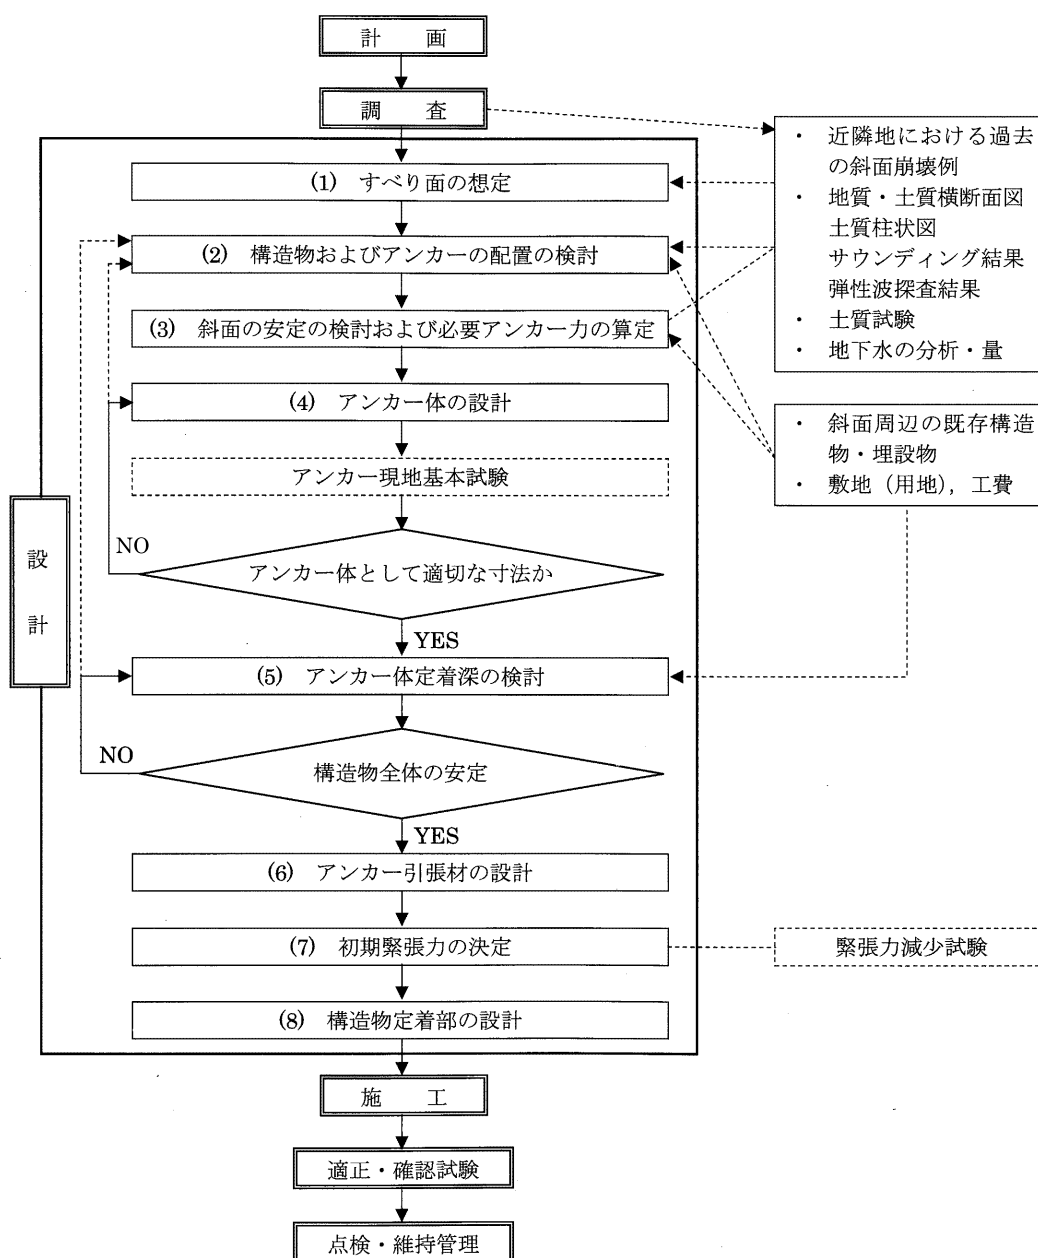 計　　画
調　　査
・ 近隣地における過去
の斜面崩壊例
・ 地質・土質横断面図
土質柱状図
サウンディング結果
弾性波探査結果
・ 土質試験
・ 地下水の分析・量
(1) すべり面の想定
(2) 構造物およびアンカーの配置の検討
(3) 斜面の安定の検討および必要アンカー力の算定
(4) アンカー体の設計
・ 斜面周辺の既存構造
物・埋設物
・ 敷地（用地），工費
アンカー現地基本試験
設
計
NO
アンカー体として適切な寸法か
YES
(5) アンカー体定着深の検討
NO
構造物全体の安定
YES
(6) アンカー引張材の設計
(7) 初期緊張力の決定
緊張力減少試験
(8) 構造物定着部の設計
施　　工
適正・確認試験
点検・維持管理